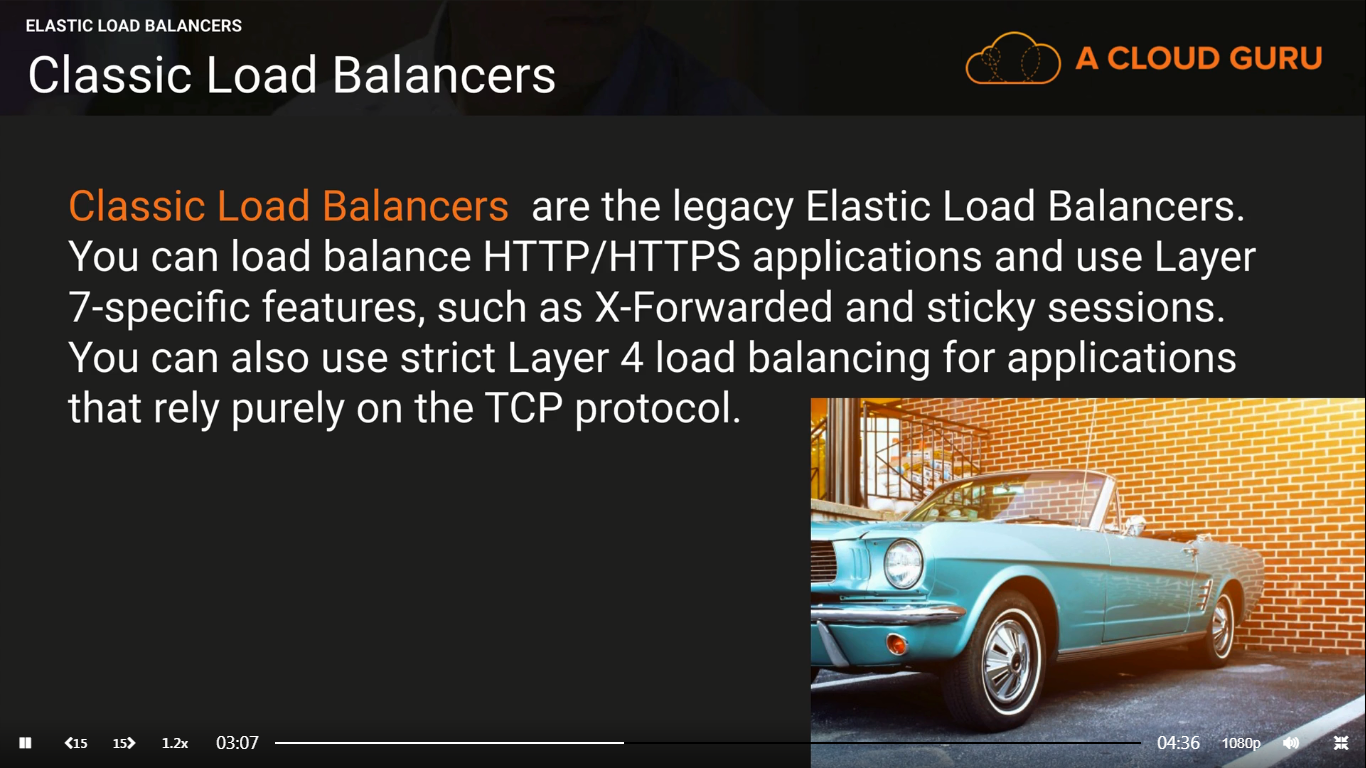 ELASTIC LOAD BALANCERS
Classic Load Balancers
A CLOUD GURU
Classic Load Balancers are the legacy Elastic Load Balancers.
You can load balance HTTP/HTTPS applications and use Layer
7-specific features, such as X-Forwarded and sticky sessions.
You can also use strict Layer 4 load balancing for applications
that rely purely on the TCP protocol.
15 15 1.2x 03:07 04:36 1080p